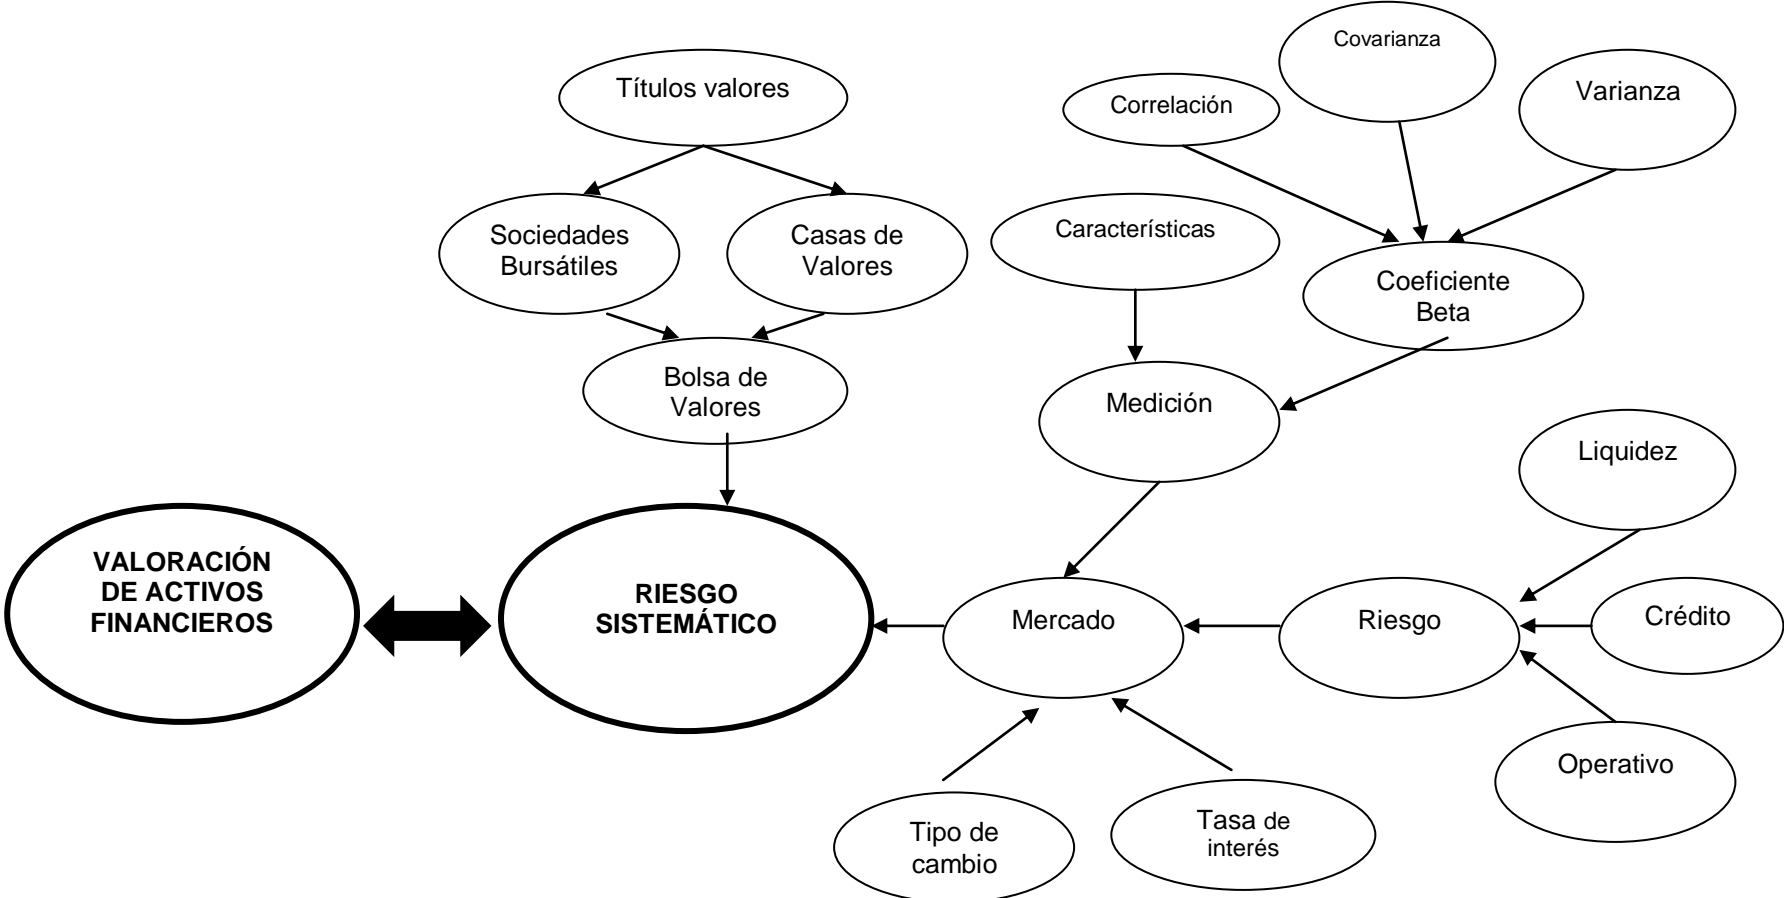 Covarianza
Títulos valores
Correlación
Varianza
Sociedades
Bursátiles
Casas de
Valores
Características
Coeficiente
Beta
Bolsa de
Valores
Medición
Liquidez
VALORACIÓN
DE ACTIVOS
FINANCIEROS
RIESGO
SISTEMÁTICO
Mercado
Riesgo
Crédito
Operativo
Tipo de
cambio
Tasa de
interés